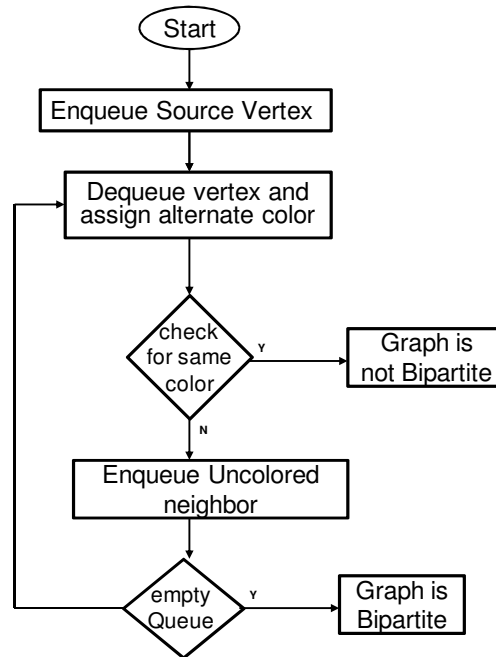 Start
Enqueue Source Vertex
Dequeue vertex and
assign alternate color
check
for same
color
Y
Graph is
not Bipartite
N
Enqueue Uncolored
neighbor
empty
Queue
Y
Graph is
Bipartite